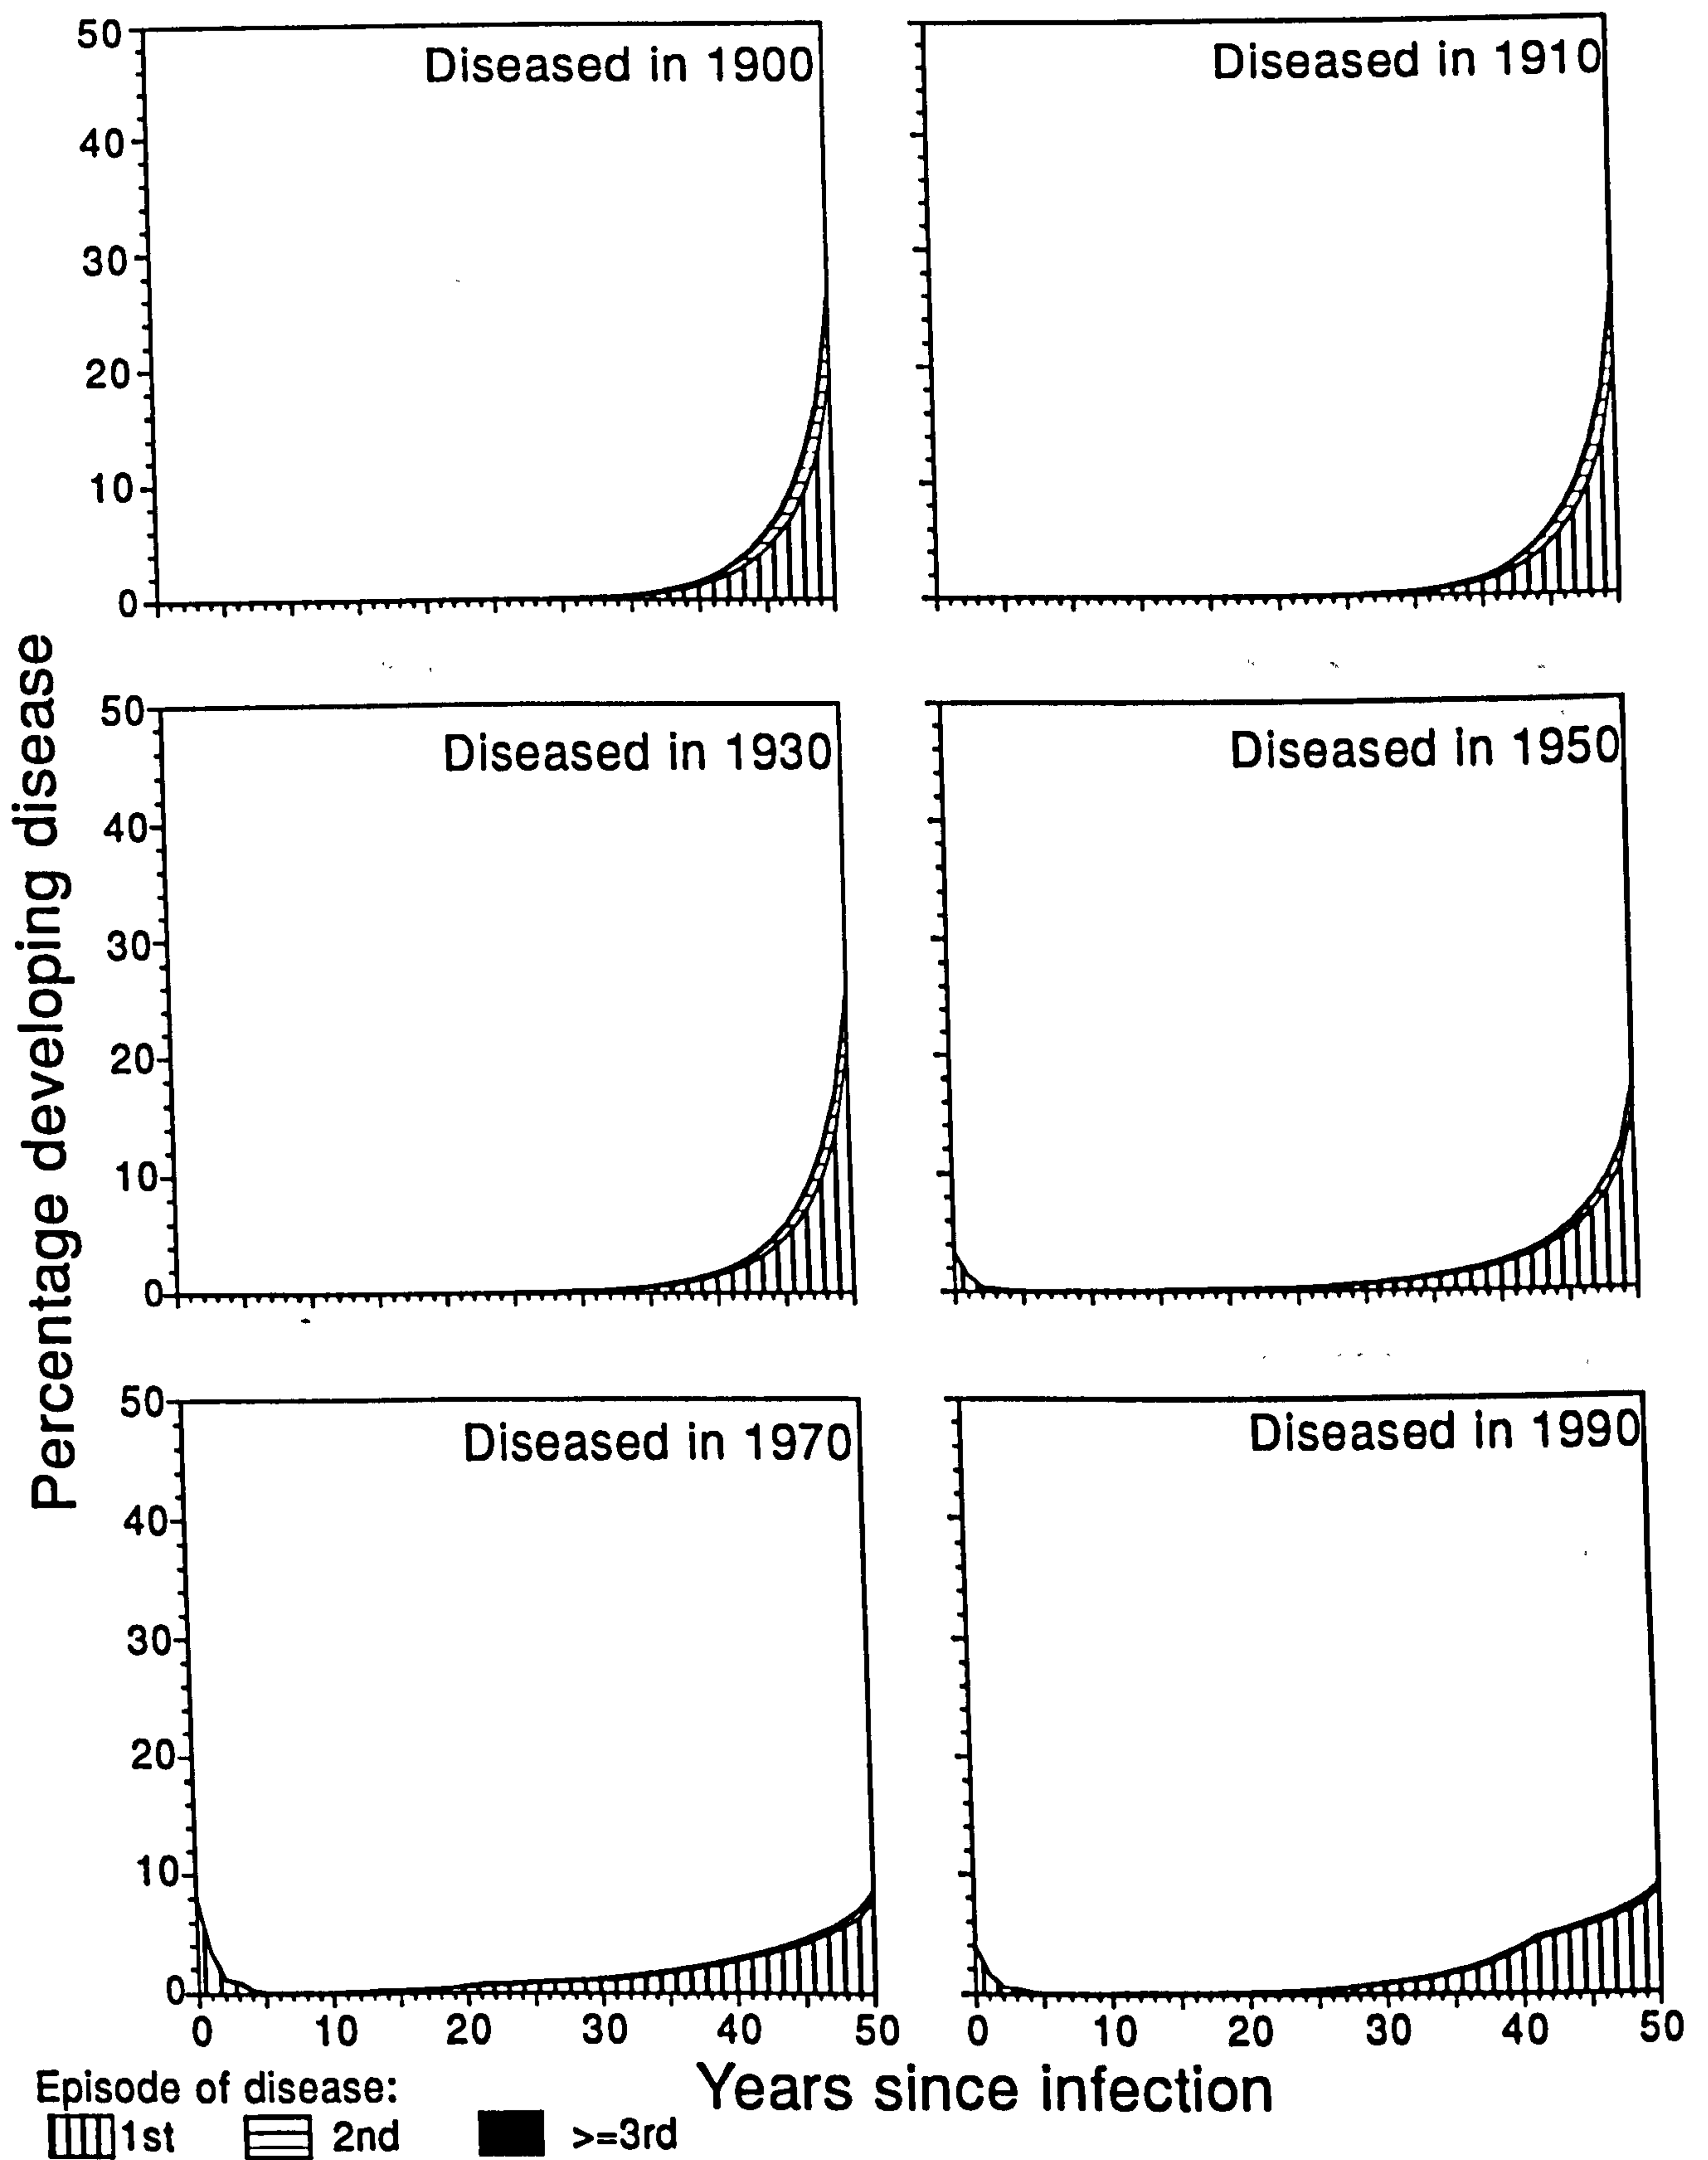 Percentage developing disease
50
40
30
20
10
0
Diseased in 1900
Diseased in 1910
50
40
30
20
10
0
Diseased in 1930
Diseased in 1950
50
40
30
20
10
0
Diseased in 1970
Diseased in 1990
0 10 20 30 40 50
0 10 20 30 40 50
Years since infection
Episode of disease:
1st 2nd >=3rd